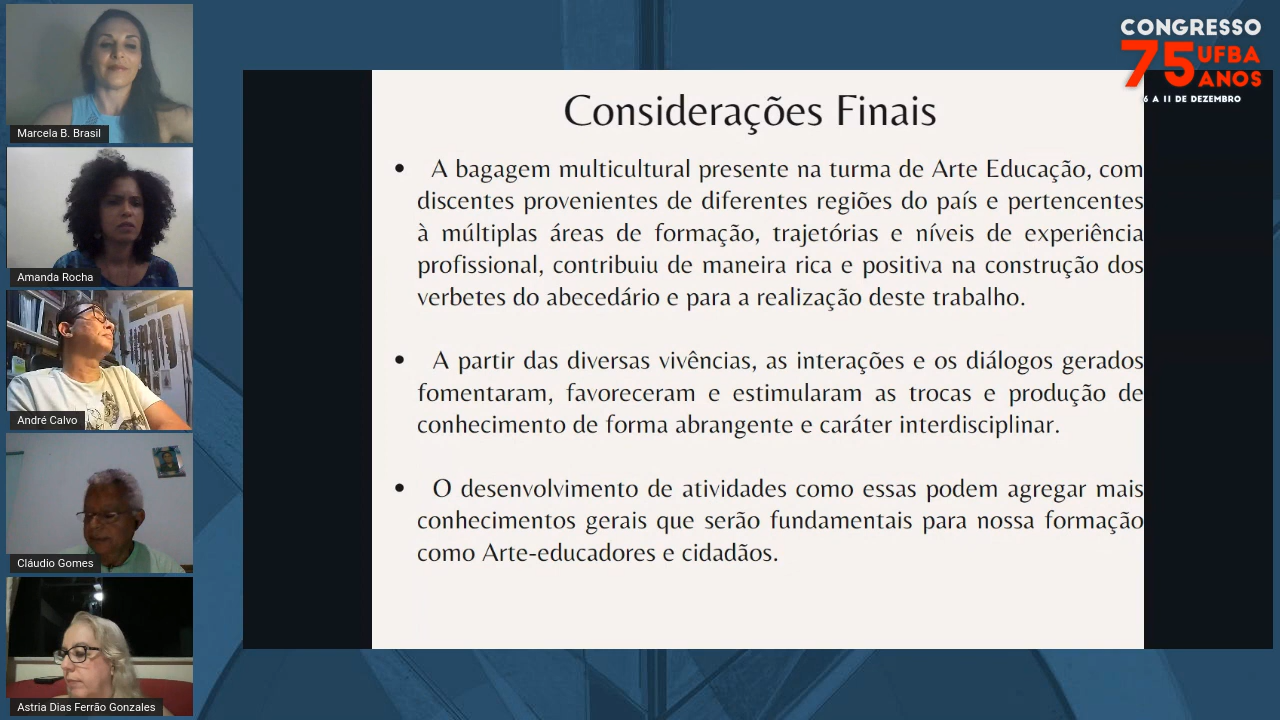 CONGRESSO
75 UFBA
ANOS
6 A 11 DE DEZEMBRO
Marcela B. Brasil
Amanda Rocha
André Calvo
Cláudio Gomes
Astria Dias Ferrão Gonzales
Considerações Finais
• A bagagem multicultural presente na turma de Arte Educação, com
discentes provenientes de diferentes regiões do país e pertencentes
à múltiplas áreas de formação, trajetórias e níveis de experiência
profissional, contribuiu de maneira rica e positiva na construção dos
verbetes do abecedário e para a realização deste trabalho.
• A partir das diversas vivências, as interações e os diálogos gerados
fomentaram, favoreceram e estimularam as trocas e produção de
conhecimento de forma abrangente e caráter interdisciplinar.
• O desenvolvimento de atividades como essas podem agregar mais
conhecimentos gerais que serão fundamentais para nossa formação
como Arte-educadores e cidadãos.